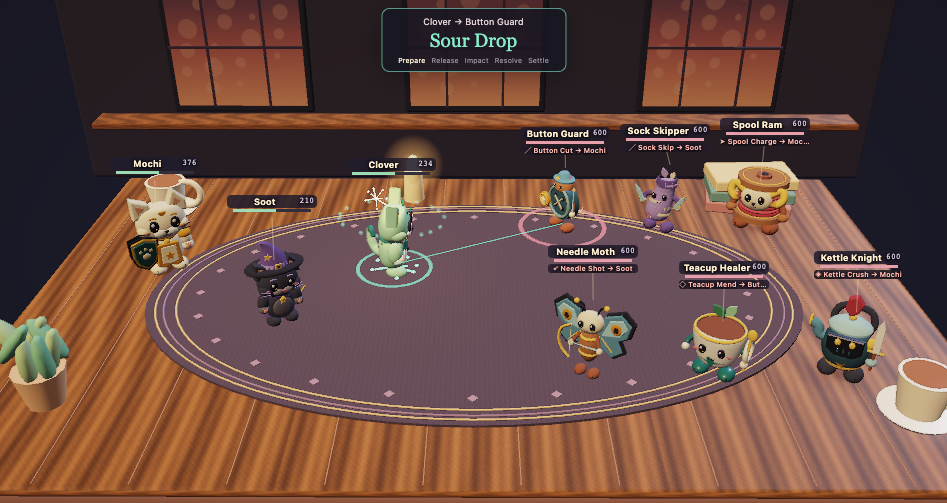 Clover → Button Guard
Sour Drop
Prepare Release Impact Resolve Settle
Button Guard 600
Button Cut → Mochi
Sock Skipper 600
Sock Skip → Soot
Spool Ram 600
Spool Charge → Moc...
Mochi 376
Clover 234
Soot 210
Needle Moth 600
Needle Shot → Soot
Teacup Healer 600
Teacup Mend → But...
Kettle Knight 600
Kettle Crush → Mochi